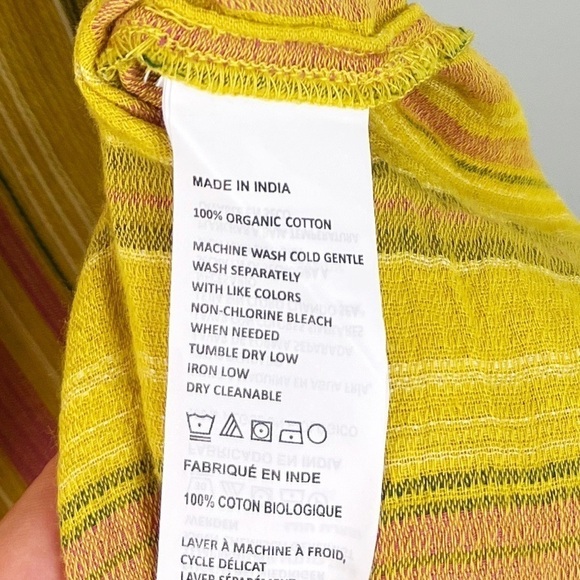 MADE IN INDIA
100% ORGANIC COTTON
MACHINE WASH COLD GENTLE
WASH SEPARATELY
WITH LIKE COLORS
NON-CHLORINE BLEACH
WHEN NEEDED
TUMBLE DRY LOW
IRON LOW
DRY CLEANABLE
FABRIQUÉ EN INDE
100% COTON BIOLOGIQUE
LAVER À MACHINE À FROID,
CYCLE DÉLICAT
LAVER SÉPARÉMENT